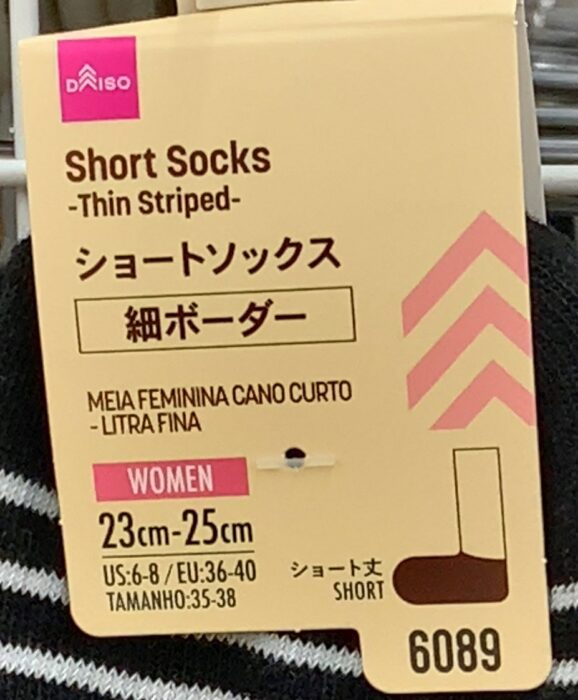 DAISO
Short Socks
-Thin Striped-
ショートソックス
細ボーダー
MEIA FEMININA CANO CURTO
- LITRA FINA
WOMEN
23cm-25cm
US:6-8 / EU:36-40
TAMANHO:35-38
ショート丈
SHORT
6089